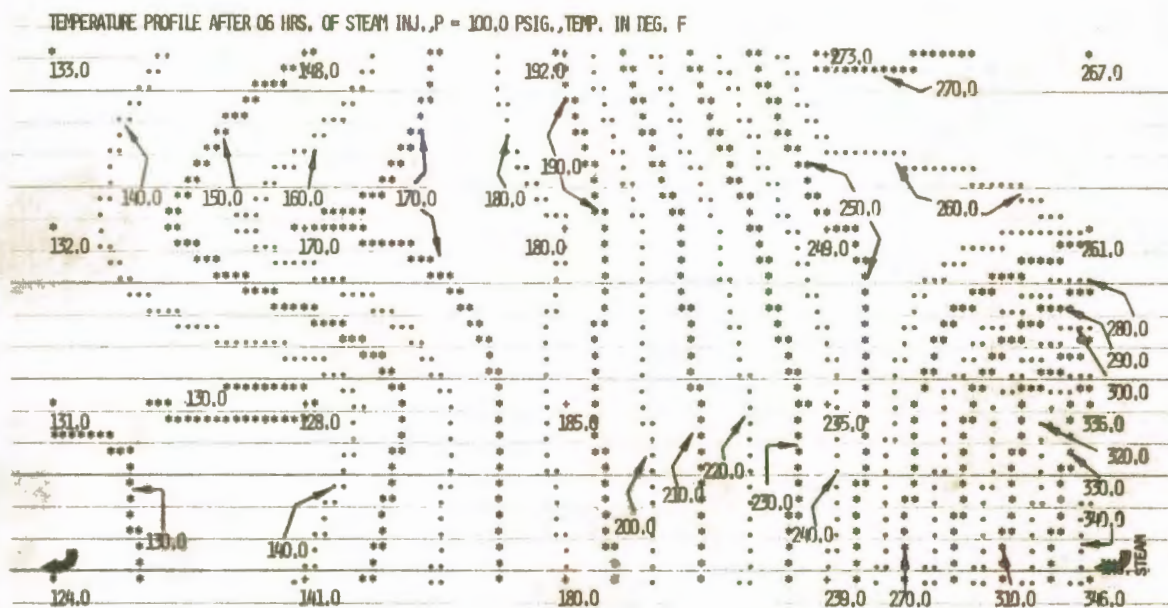 TEMPERATURE PROFILE AFTER 06 HRS. OF STEAM INJ.,P = 100.0 PSIG.,TEMP. IN DEG. F
133.0 148.0 192.0 273.0 267.0
270.0
190.0
140.0 150.0 160.0 170.0 180.0 250.0 260.0
132.0 170.0 180.0 249.0 261.0
280.0
290.0
300.0
130.0
131.0 128.0 185.0 235.0 336.0
320.0
220.0
210.0 330.0
230.0
200.0 240.0 340.0
130.0 140.0
STEAM
124.0 141.0 180.0 239.0 270.0 310.0 346.0